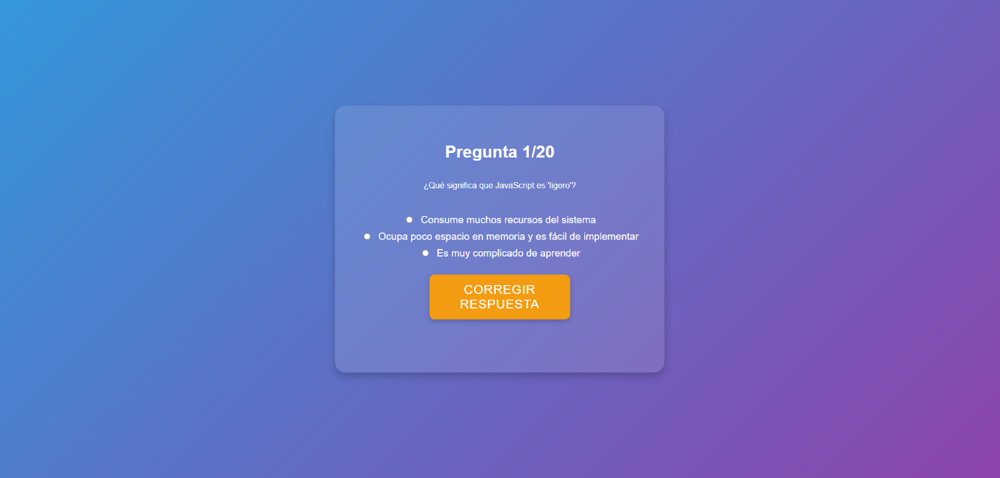 Pregunta 1/20
¿Qué significa que JavaScript es 'ligero'?
Consume muchos recursos del sistema
Ocupa poco espacio en memoria y es fácil de implementar
Es muy complicado de aprender
CORREGIR
RESPUESTA